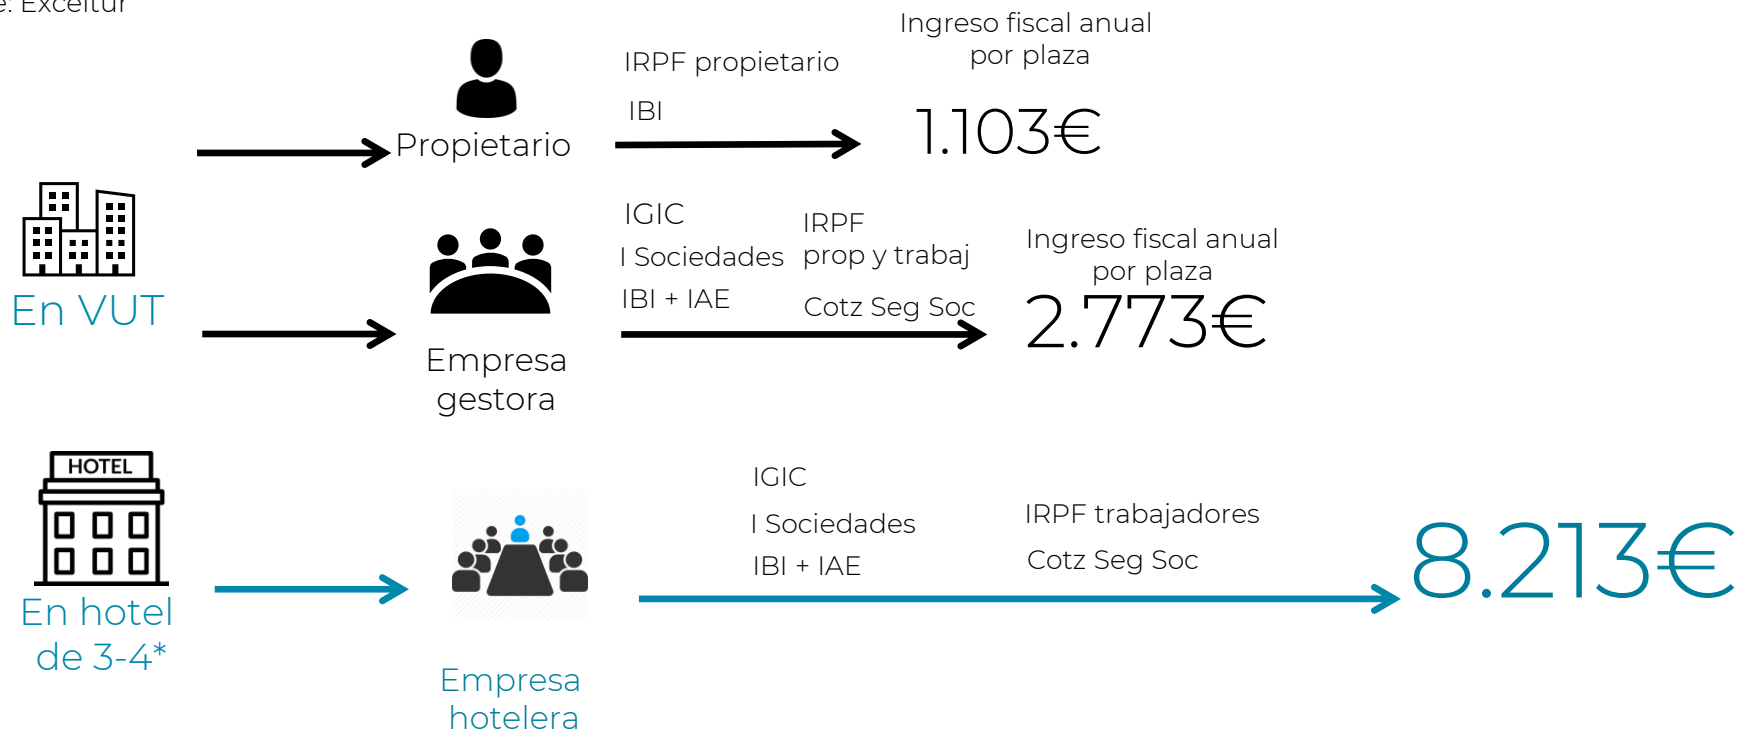 : Exceltur
Propietario
IRPF propietario
IBI
Ingreso fiscal anual
por plaza
1.103€
En VUT
Empresa
gestora
IGIC
I Sociedades
IBI + IAE
IRPF
prop y trabaj
Cotz Seg Soc
Ingreso fiscal anual
por plaza
2.773€
HOTEL
En hotel
de 3-4*
Empresa
hotelera
IGIC
I Sociedades
IBI + IAE
IRPF trabajadores
Cotz Seg Soc
8.213€